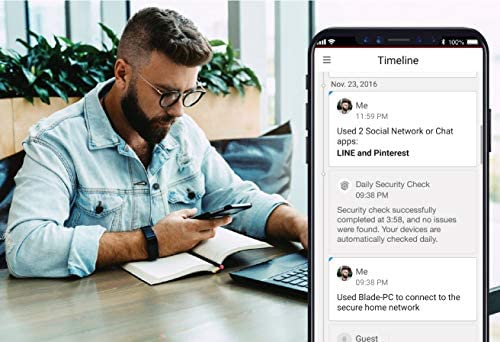 100%
Timeline
Nov. 23, 2016
Me
11:59 PM
Used 2 Social Network or Chat
apps:
LINE and Pinterest
Daily Security Check
09:38 PM
Security check successfully
completed at 3:58, and no issues
were found. Your devices are
automatically checked daily.
Me
09:38 PM
Used Blade-PC to connect to the
secure home network
Guest